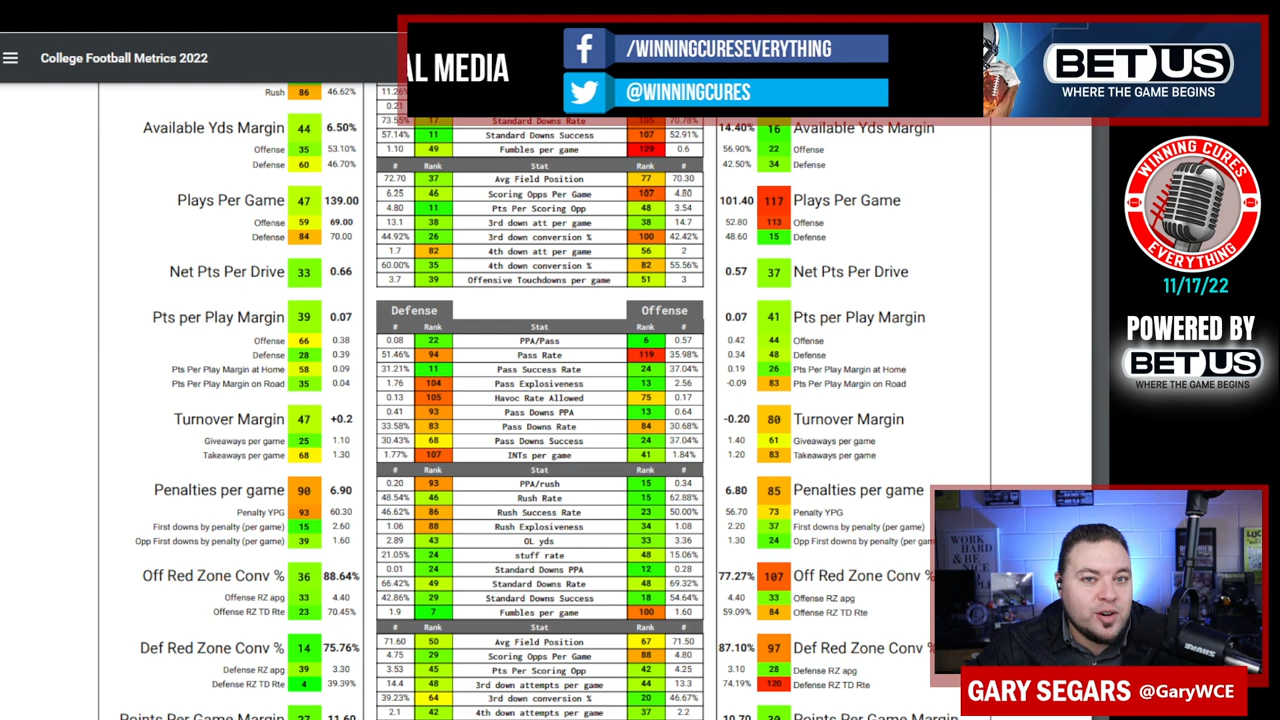 College Football Metrics 2022
AL MEDIA
/WINNINGCURESEVERYTHING
@WINNINGCURES
BETUS
WHERE THE GAME BEGINS
WINNING CURES
EVERYTHING
11/17/22
POWERED BY
BETUS
WHERE THE GAME BEGINS
Rush 86 46.62% 11.26%
0.21
73.55% 17 Standard Downs Rate 105 70.78%
Available Yds Margin 44 6.50% 57.14% 11 Standard Downs Success 107 52.91% 14.40% 16 Available Yds Margin
Offense 35 53.10% 1.10 49 Fumbles per game 129 0.6 56.90% 22 Offense
Defense 60 46.70% # Rank Stat Rank # 42.50% 34 Defense
72.70 37 Avg Field Position 77 70.30
Plays Per Game 47 139.00 6.25 46 Scoring Opps Per Game 107 4.80 101.40 117 Plays Per Game
4.80 11 Pts Per Scoring Opp 48 3.54
Offense 59 69.00 13.1 38 3rd down att per game 38 14.7 52.80 113 Offense
Defense 84 70.00 44.92% 26 3rd down conversion % 100 42.42% 48.60 15 Defense
1.7 82 4th down att per game 56 2
Net Pts Per Drive 33 0.66 60.00% 35 4th down conversion % 82 55.56% 0.57 37 Net Pts Per Drive
3.7 39 Offensive Touchdowns per game 51 3
Pts per Play Margin 39 0.07 Defense Offense 0.07 41 Pts per Play Margin
# Rank Stat Rank #
Offense 66 0.38 0.08 22 PPA/Pass 6 0.57 0.42 44 Offense
Defense 28 0.39 51.46% 94 Pass Rate 119 35.98% 0.34 48 Defense
Pts Per Play Margin at Home 58 0.09 31.21% 11 Pass Success Rate 24 37.04% 0.19 26 Pts Per Play Margin at Home
Pts Per Play Margin on Road 35 0.04 1.76 104 Pass Explosiveness 13 2.56 -0.09 83 Pts Per Play Margin on Road
0.13 105 Havoc Rate Allowed 75 0.17
Turnover Margin 47 +0.2 0.41 93 Pass Downs PPA 13 0.64 -0.20 80 Turnover Margin
33.58% 83 Pass Downs Rate 84 30.68%
Giveaways per game 25 1.10 30.43% 68 Pass Downs Success 24 37.04% 1.40 61 Giveaways per game
Takeaways per game 68 1.30 1.77% 107 INTs per game 41 1.84% 1.20 83 Takeaways per game
# Rank Stat Rank #
Penalties per game 90 6.90 0.20 93 PPA/rush 15 0.34 6.80 85 Penalties per game
48.54% 46 Rush Rate 15 62.88%
Penalty YPG 93 60.30 46.62% 86 Rush Success Rate 23 50.00% 56.70 73 Penalty YPG
First downs by penalty (per game) 15 2.60 1.06 88 Rush Explosiveness 34 1.08 2.20 37 First downs by penalty (per game)
Opp First downs by penalty (per game) 39 1.60 2.89 43 OL yds 33 3.36 1.30 24 Opp First downs by penalty (per gam
21.05% 24 stuff rate 48 15.06%
Off Red Zone Conv % 36 88.64% 0.01 24 Standard Downs PPA 12 0.28 77.27% 107 Off Red Zone Conv %
66.42% 49 Standard Downs Rate 48 69.32%
Offense RZ apg 33 4.40 42.86% 29 Standard Downs Success 18 54.64% 4.40 33 Offense RZ apg
Offense RZ TD Rte 23 70.45% 1.9 7 Fumbles per game 100 1.60 59.09% 84 Offense RZ TD Rte
# Rank Stat Rank #
Def Red Zone Conv % 14 75.76% 71.60 50 Avg Field Position 67 71.50 87.10% 97 Def Red Zone Conv %
4.75 29 Scoring Opps Per Game 88 4.80
Defense RZ apg 39 3.30 3.53 45 Pts Per Scoring Opp 42 4.25 3.10 28 Defense RZ apg
Defense RZ TD Rte 4 39.39% 14.4 48 3rd down attempts per game 44 13.3 74.19% 120 Defense RZ TD Rte
39.23% 64 3rd down conversion % 20 46.67%
Points Per Game Margin 27 11.60 2.1 42 4th down attempts per game 37 2.2 10.70 30 Points Per Game Margin
WORK
HARD
& BE
GARY SEGARS @GaryWCE